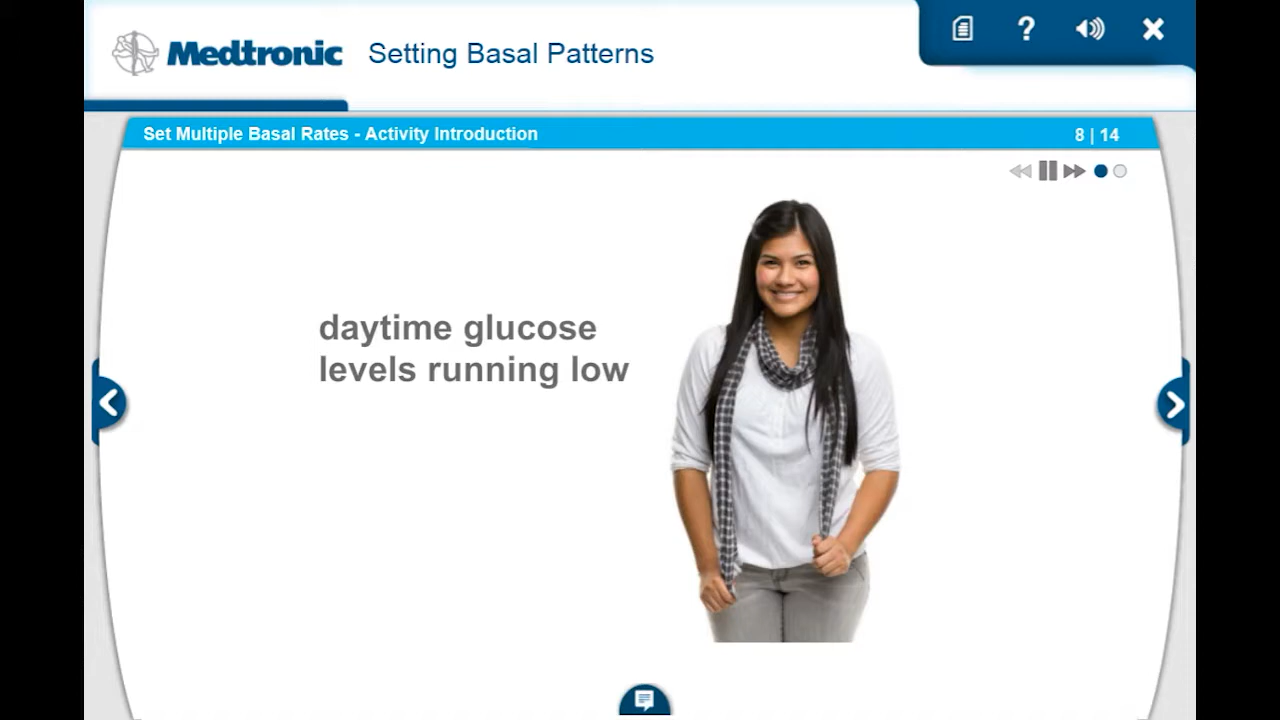 Medtronic
Setting Basal Patterns
?
Set Multiple Basal Rates - Activity Introduction
8 | 14
daytime glucose
levels running low